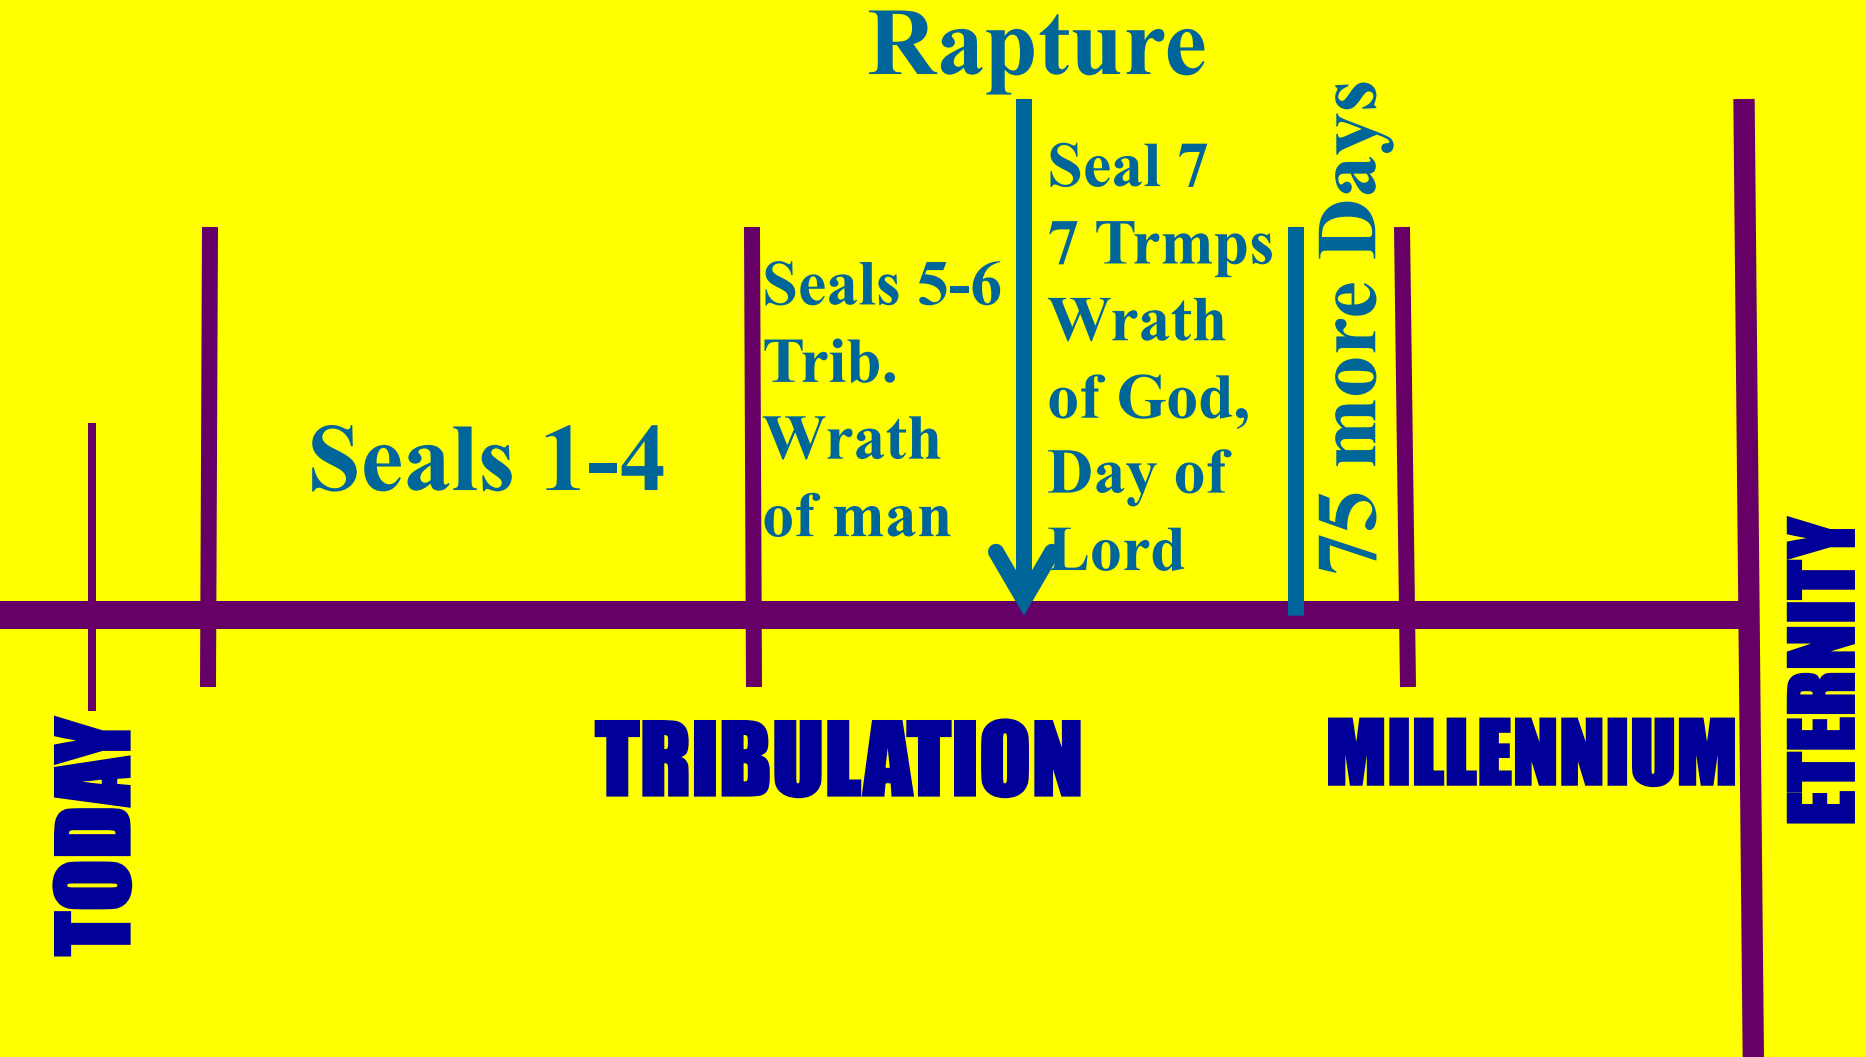 Rapture
Seals 1-4
Seals 5-6
Trib.
Wrath
of man
Seal 7
7 Trmps
Wrath
of God,
Day of
Lord
75 more Days
TODAY
TRIBULATION
MILLENNIUM
ETERNITY